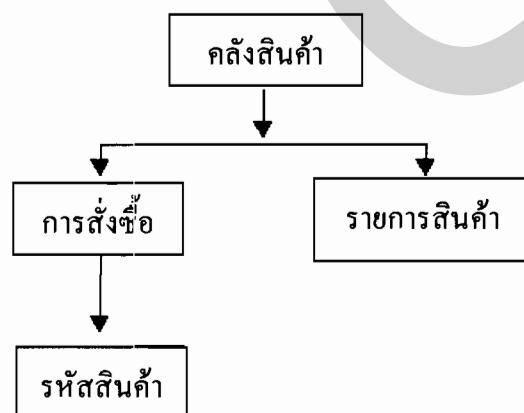 คลังสินค้า
การสั่งซื้อ
รายการสินค้า
รหัสสินค้า